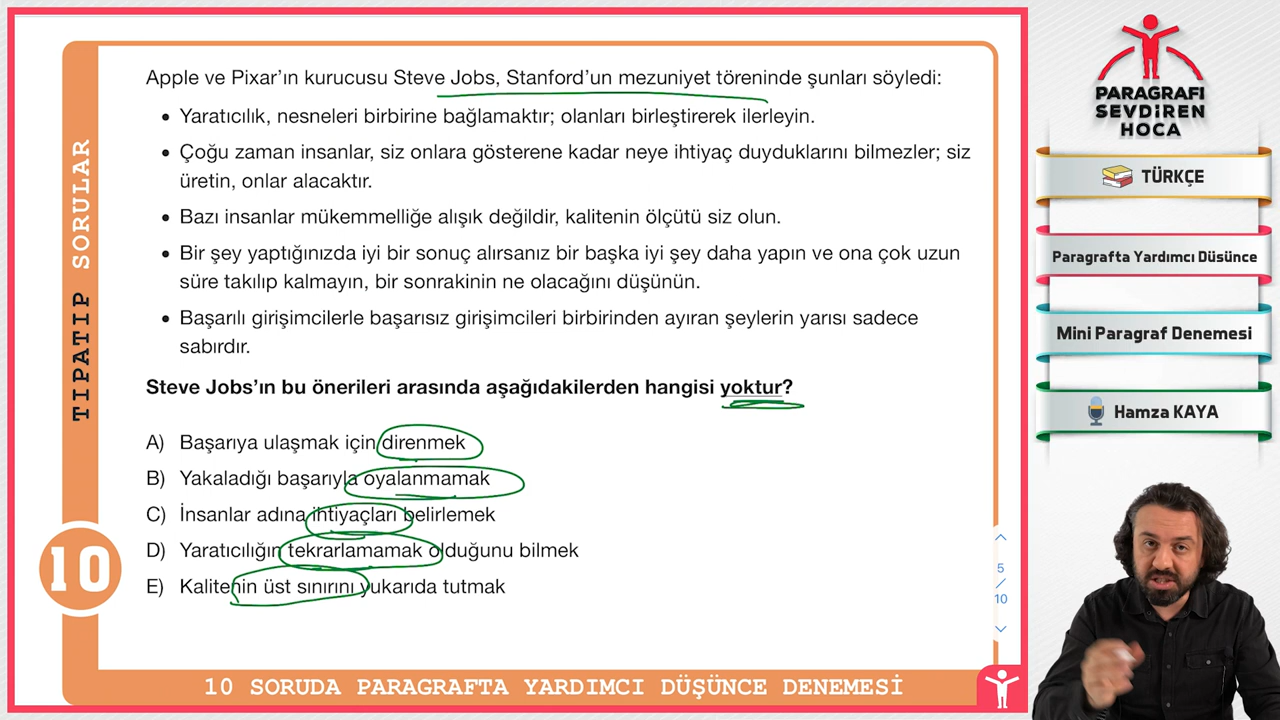 Apple ve Pixar’ın kurucusu Steve Jobs, Stanford’un mezuniyet töreninde şunları söyledi:
• Yaratıcılık, nesneleri birbirine bağlamaktır; olanları birleştirerek ilerleyin.
• Çoğu zaman insanlar, siz onlara gösterene kadar neye ihtiyaç duyduklarını bilmezler; siz
üretin, onlar alacaktır.
• Bazı insanlar mükemmelliğe alışık değildir, kalitenin ölçütü siz olun.
• Bir şey yaptığınızda iyi bir sonuç alırsanız bir başka iyi şey daha yapın ve ona çok uzun
süre takılıp kalmayın, bir sonrakinin ne olacağını düşünün.
• Başarılı girişimcilerle başarısız girişimcileri birbirinden ayıran şeylerin yarısı sadece
sabırdır.
Steve Jobs’ın bu önerileri arasında aşağıdakilerden hangisi yoktur?
A) Başarıya ulaşmak için direnmek
B) Yakaladığı başarıyla oyalanmamak
C) İnsanlar adına ihtiyaçları belirlemek
D) Yaratıcılığın tekrarlamamak olduğunu bilmek
E) Kalitenin üst sınırını yukarıda tutmak
TIPATIP SORULAR
10
5
/
10
10 SORUDA PARAGRAFTA YARDIMCI DÜŞÜNCE DENEMESİ
PARAGRAFI
SEVDİREN
HOCA
TÜRKÇE
Paragrafta Yardımcı Düşünce
Mini Paragraf Denemesi
Hamza KAYA